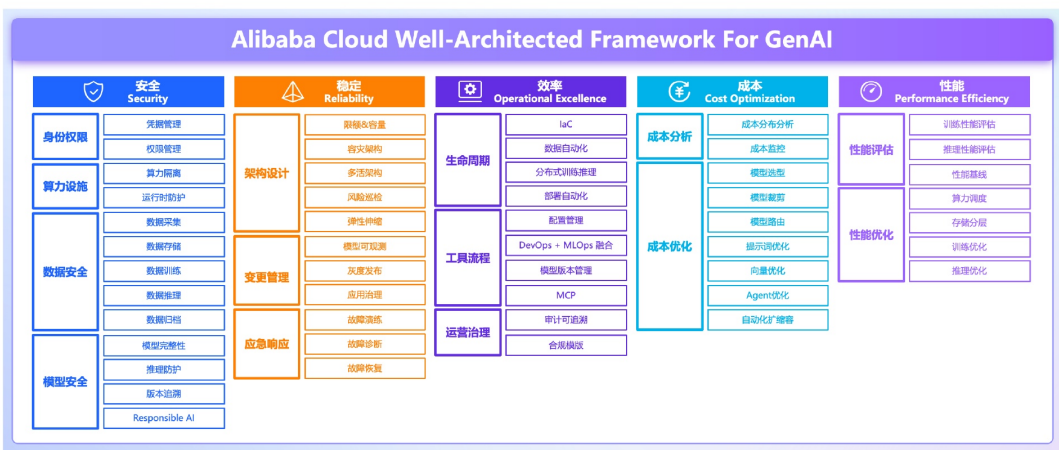 Alibaba Cloud Well-Architected Framework For GenAI
安全
Security
身份权限
凭据管理
权限管理
算力设施
算力隔离
运行时防护
数据安全
数据采集
数据存储
数据训练
数据推理
数据归档
模型安全
模型完整性
推理防护
版本追溯
Responsible AI
稳定
Reliability
架构设计
限额&容量
容灾架构
多活架构
风险巡检
弹性伸缩
变更管理
模型可观测
灰度发布
应用治理
应急响应
故障演练
故障诊断
故障恢复
效率
Operational Excellence
生命周期
IaC
数据自动化
分布式训练推理
部署自动化
工具流程
配置管理
DevOps + MLOps 融合
模型版本管理
MCP
运营治理
审计可追溯
合规模版
成本
Cost Optimization
成本分析
成本分布分析
成本监控
成本优化
模型选型
模型裁剪
模型路由
提示词优化
向量优化
Agent优化
自动化扩缩容
性能
Performance Efficiency
性能评估
训练性能评估
推理性能评估
性能基线
性能优化
算力调度
存储分层
训练优化
推理优化